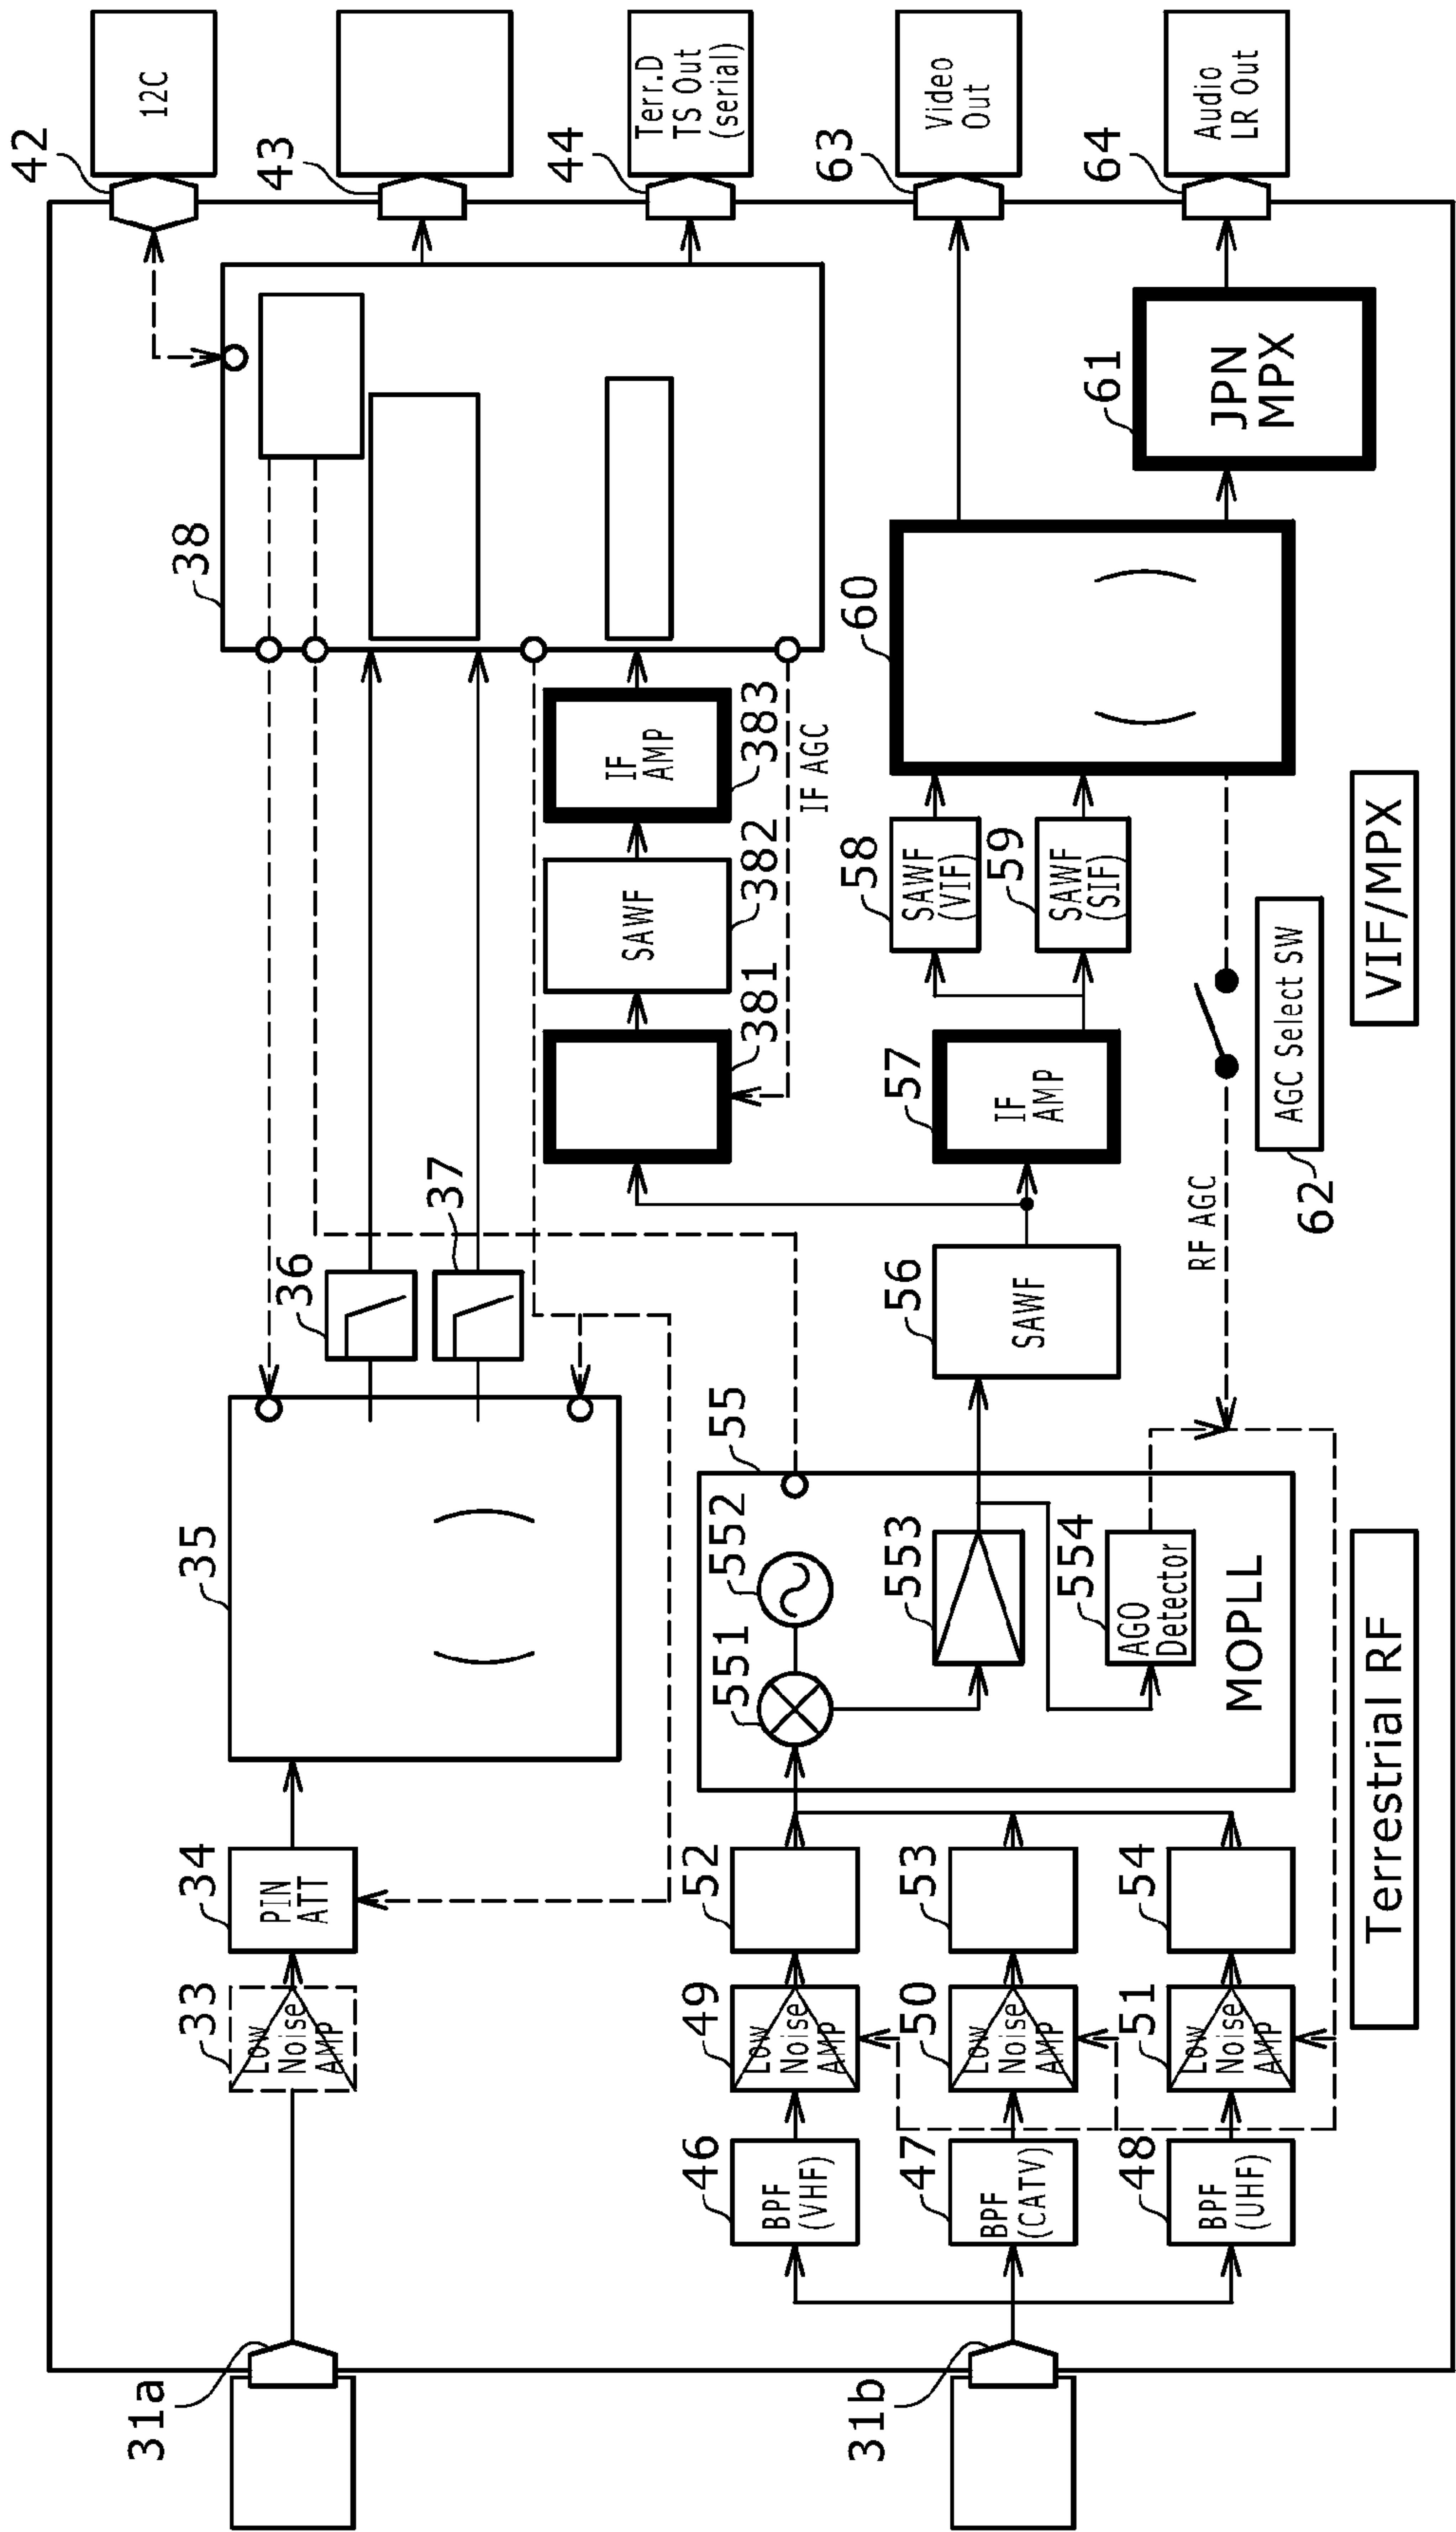 42
12C
43
44
Terr.D
TS Out
(serial)
63
Video
Out
64
Audio
LR Out
38
61
JPN
MPX
60
IF
AMP
383
IF AGC
SAWF
382
381
58
SAWF
(VIF)
59
SAWF
(SIF)
57
IF
AMP
VIF/MPX
AGC Select SW
62
RF AGC
36
37
56
SAWF
35
55
552
551
553
554
AGO
Detector
MOPLL
Terrestrial RF
34
PIN
ATT
33
Low
Noise
AMP
52
53
54
49
Low
Noise
AMP
50
Low
Noise
AMP
51
Low
Noise
AMP
46
BPF
(VHF)
47
BPF
(CATV)
48
BPF
(UHF)
31a
31b